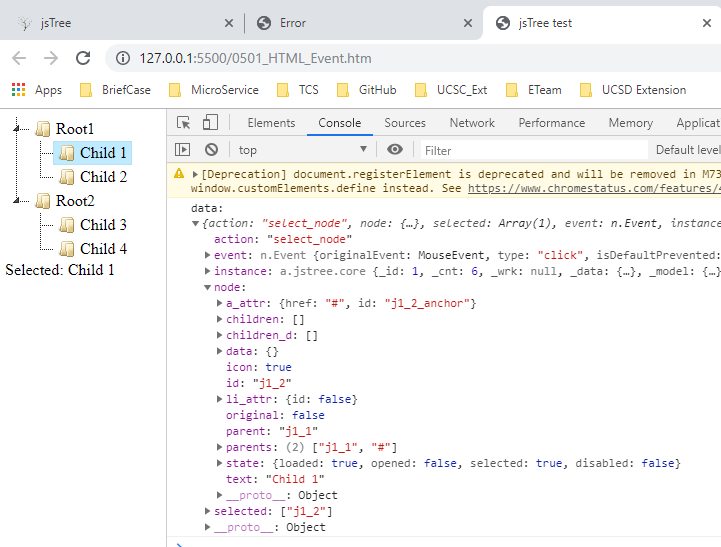 jsTree
Error
jsTree test
127.0.0.1:5500/0501_HTML_Event.htm
Apps BriefCase MicroService TCS GitHub UCSC_Ext ETeam UCSD Extension
Root1
Child 1
Child 2
Root2
Child 3
Child 4
Selected: Child 1
Elements Console Sources Network Performance Memory Applicat
top Filter Default level
[Deprecation] document.registerElement is deprecated and will be removed in M73
window.customElements.define instead. See https://www.chromestatus.com/features/4
data:
{action: "select_node", node: {…}, selected: Array(1), event: n.Event, instance
action: "select_node"
event: n.Event {originalEvent: MouseEvent, type: "click", isDefaultPrevented:
instance: a.jstree.core {_id: 1, _cnt: 6, _wrk: null, _data: {…}, _model: {…}
node:
a_attr: {href: "#", id: "j1_2_anchor"}
children: []
children_d: []
data: {}
icon: true
id: "j1_2"
li_attr: {id: false}
original: false
parent: "j1_1"
parents: (2) ["j1_1", "#"]
state: {loaded: true, opened: false, selected: true, disabled: false}
text: "Child 1"
__proto__: Object
selected: ["j1_2"]
__proto__: Object